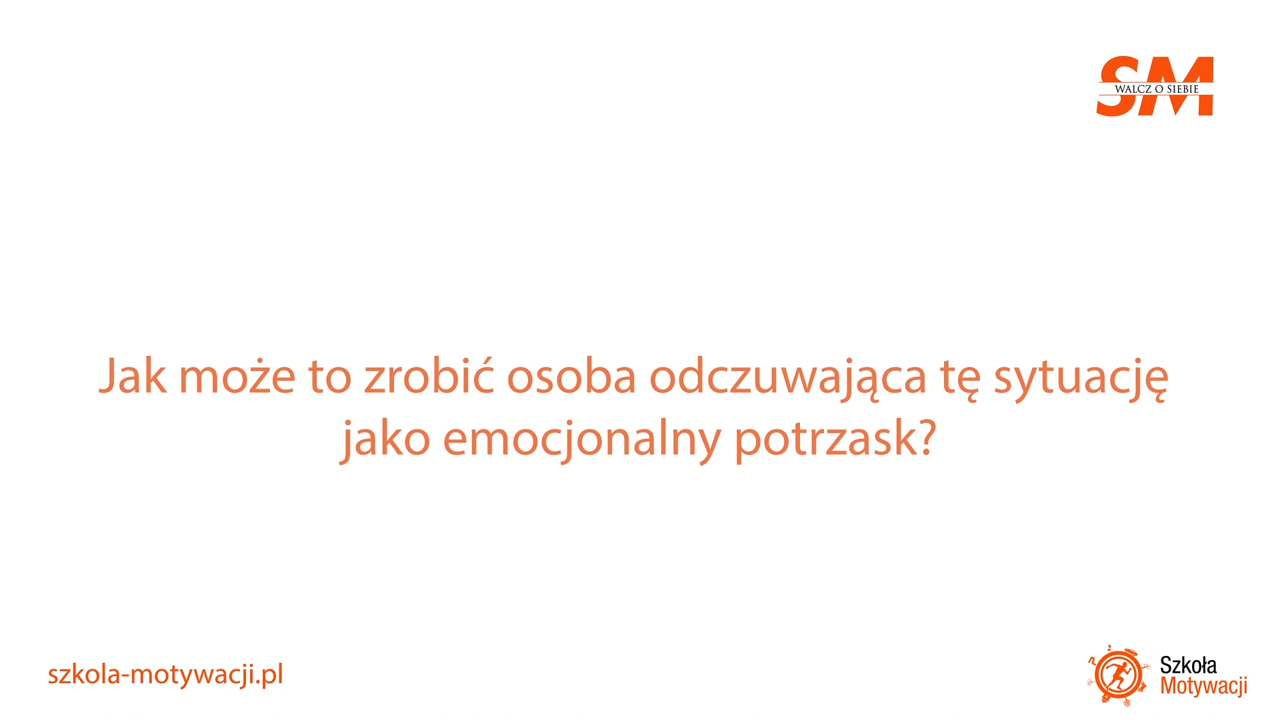 SM
WALCZ O SIEBIE
Jak może to zrobić osoba odczuwająca tę sytuację
jako emocjonalny potrzask?
szkola-motywacji.pl
Szkoła
Motywacji